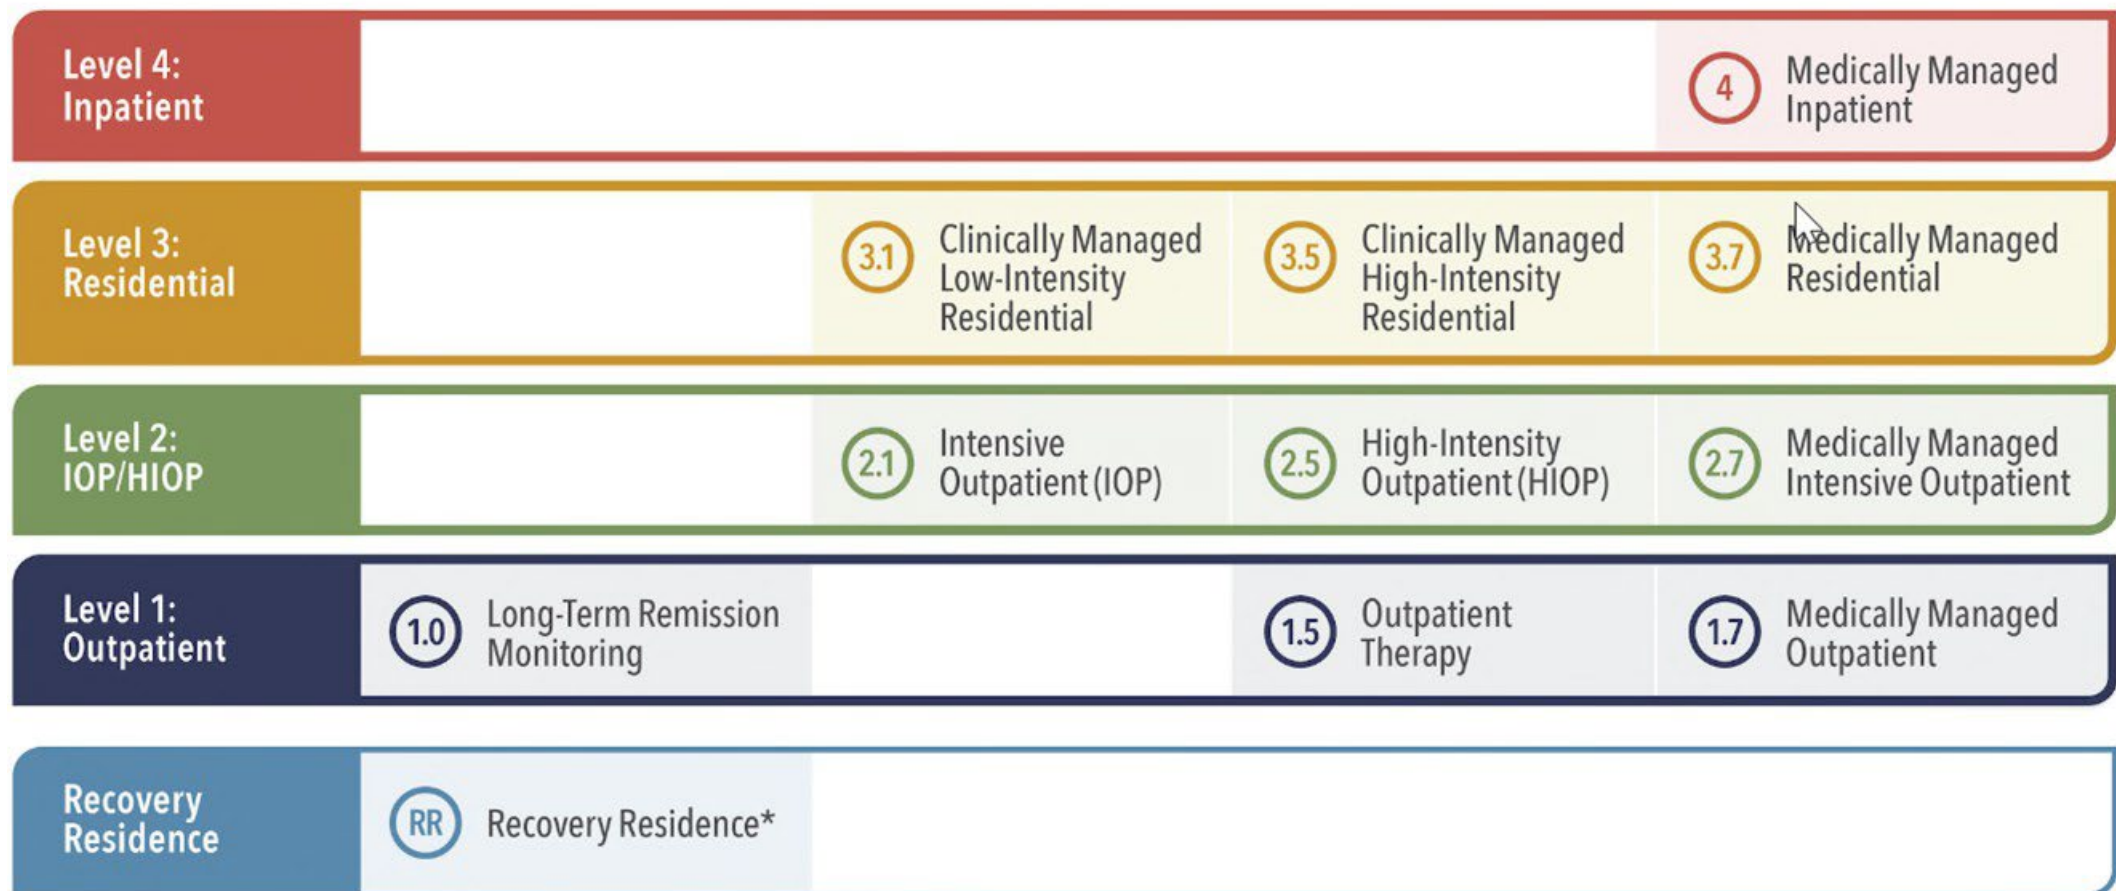 Level 4:
Inpatient
4
Medically Managed
Inpatient
Level 3:
Residential
3.1
Clinically Managed
Low-Intensity
Residential
3.5
Clinically Managed
High-Intensity
Residential
3.7
Medically Managed
Residential
Level 2:
IOP/HIOP
2.1
Intensive
Outpatient (IOP)
2.5
High-Intensity
Outpatient (HIOP)
2.7
Medically Managed
Intensive Outpatient
Level 1:
Outpatient
1.0
Long-Term Remission
Monitoring
1.5
Outpatient
Therapy
1.7
Medically Managed
Outpatient
Recovery
Residence
RR
Recovery Residence*